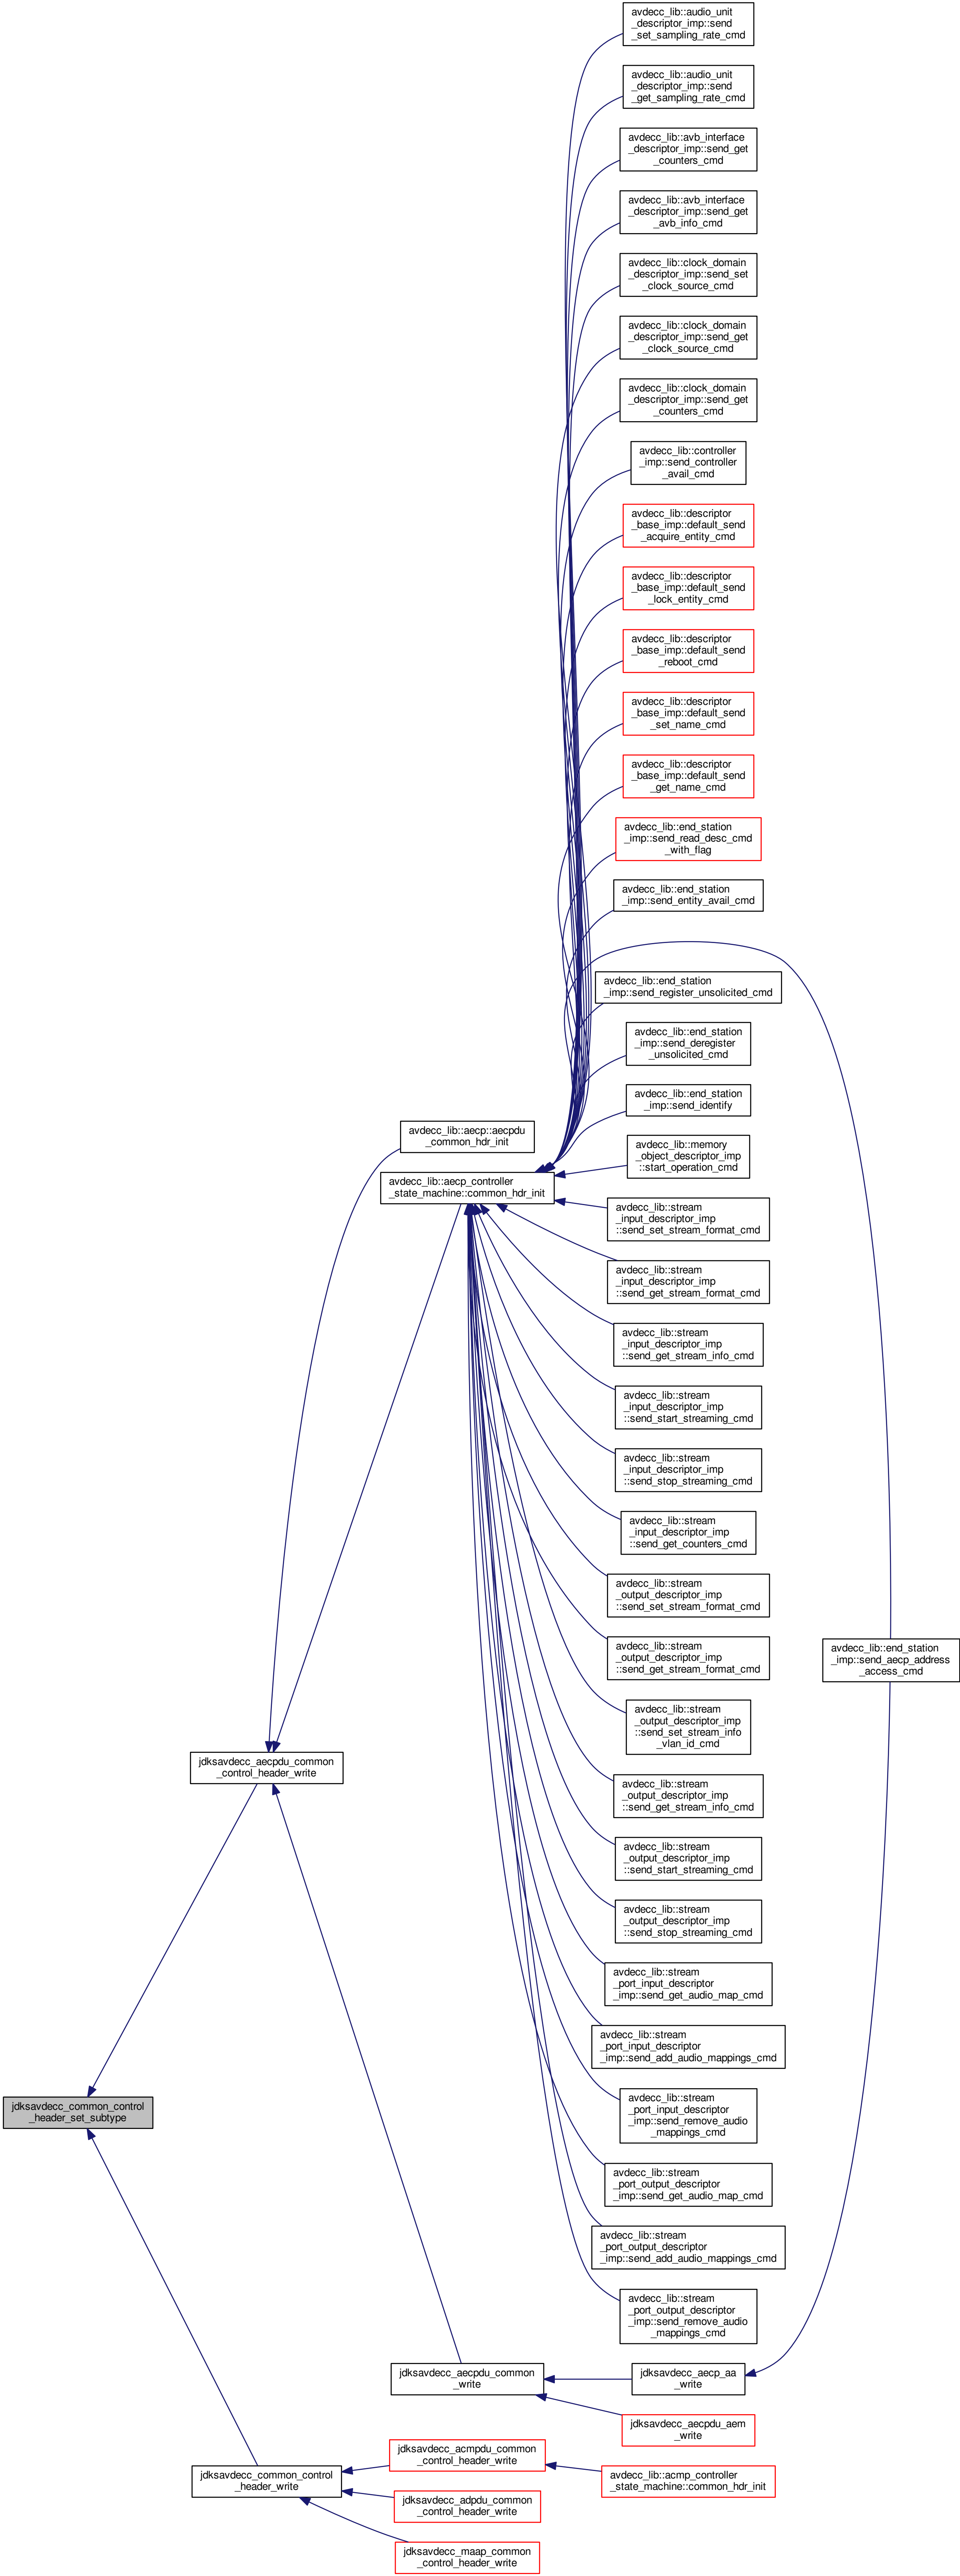 avdecc_lib::audio_unit
_descriptor_imp::send
_set_sampling_rate_cmd
avdecc_lib::audio_unit
_descriptor_imp::send
_get_sampling_rate_cmd
avdecc_lib::avb_interface
_descriptor_imp::send_get
_counters_cmd
avdecc_lib::avb_interface
_descriptor_imp::send_get
_avb_info_cmd
avdecc_lib::clock_domain
_descriptor_imp::send_set
_clock_source_cmd
avdecc_lib::clock_domain
_descriptor_imp::send_get
_clock_source_cmd
avdecc_lib::clock_domain
_descriptor_imp::send_get
_counters_cmd
avdecc_lib::controller
_imp::send_controller
_avail_cmd
avdecc_lib::descriptor
_base_imp::default_send
_acquire_entity_cmd
avdecc_lib::descriptor
_base_imp::default_send
_lock_entity_cmd
avdecc_lib::descriptor
_base_imp::default_send
_reboot_cmd
avdecc_lib::descriptor
_base_imp::default_send
_set_name_cmd
avdecc_lib::descriptor
_base_imp::default_send
_get_name_cmd
avdecc_lib::end_station
_imp::send_read_desc_cmd
_with_flag
avdecc_lib::end_station
_imp::send_entity_avail_cmd
avdecc_lib::end_station
_imp::send_register_unsolicited_cmd
avdecc_lib::end_station
_imp::send_deregister
_unsolicited_cmd
avdecc_lib::end_station
_imp::send_identify
avdecc_lib::aecp::aecpdu
_common_hdr_init
avdecc_lib::memory
_object_descriptor_imp
::start_operation_cmd
avdecc_lib::aecp_controller
_state_machine::common_hdr_init
avdecc_lib::stream
_input_descriptor_imp
::send_set_stream_format_cmd
avdecc_lib::stream
_input_descriptor_imp
::send_get_stream_format_cmd
avdecc_lib::stream
_input_descriptor_imp
::send_get_stream_info_cmd
avdecc_lib::stream
_input_descriptor_imp
::send_start_streaming_cmd
avdecc_lib::stream
_input_descriptor_imp
::send_stop_streaming_cmd
avdecc_lib::stream
_input_descriptor_imp
::send_get_counters_cmd
avdecc_lib::stream
_output_descriptor_imp
::send_set_stream_format_cmd
avdecc_lib::stream
_output_descriptor_imp
::send_get_stream_format_cmd
avdecc_lib::end_station
_imp::send_aecp_address
_access_cmd
avdecc_lib::stream
_output_descriptor_imp
::send_set_stream_info
_vlan_id_cmd
jdksavdecc_aecpdu_common
_control_header_write
avdecc_lib::stream
_output_descriptor_imp
::send_get_stream_info_cmd
avdecc_lib::stream
_output_descriptor_imp
::send_start_streaming_cmd
avdecc_lib::stream
_output_descriptor_imp
::send_stop_streaming_cmd
avdecc_lib::stream
_port_input_descriptor
_imp::send_get_audio_map_cmd
avdecc_lib::stream
_port_input_descriptor
_imp::send_add_audio_mappings_cmd
jdksavdecc_common_control
_header_set_subtype
avdecc_lib::stream
_port_input_descriptor
_imp::send_remove_audio
_mappings_cmd
avdecc_lib::stream
_port_output_descriptor
_imp::send_get_audio_map_cmd
avdecc_lib::stream
_port_output_descriptor
_imp::send_add_audio_mappings_cmd
avdecc_lib::stream
_port_output_descriptor
_imp::send_remove_audio
_mappings_cmd
jdksavdecc_aecpdu_common
_write
jdksavdecc_aecp_aa
_write
jdksavdecc_aecpdu_aem
_write
jdksavdecc_acmpdu_common
_control_header_write
jdksavdecc_common_control
_header_write
avdecc_lib::acmp_controller
_state_machine::common_hdr_init
jdksavdecc_adpdu_common
_control_header_write
jdksavdecc_maap_common
_control_header_write